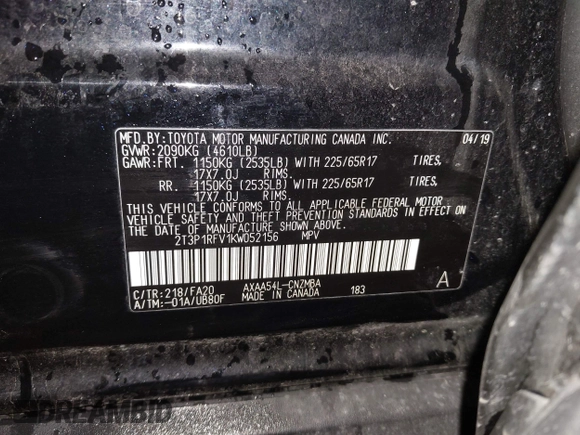 MFD.BY:TOYOTA MOTOR MANUFACTURING CANADA INC. 04/19
GVWR:2090KG (4610LB)
GAWR:FRT. 1150KG (2535LB) WITH 225/65R17 TIRES.
17X7.0J RIMS.
RR. 1150KG (2535LB) WITH 225/65R17 TIRES.
17X7.0J RIMS.
THIS VEHICLE CONFORMS TO ALL APPLICABLE FEDERAL MOTOR
VEHICLE SAFETY AND THEFT PREVENTION STANDARDS IN EFFECT ON
THE DATE OF MANUFACTURE SHOWN ABOVE.
2T3P1RFV1KW052156 MPV
C/TR:218/FA20 AXAA54L-CNZMBA A
A/TM:-01A/UB80F MADE IN CANADA 183
DREAMBID